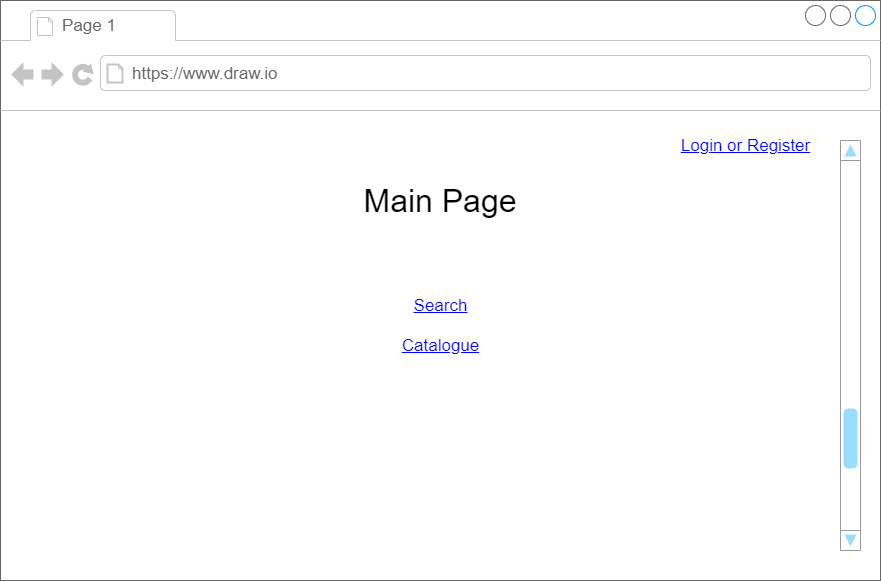 Page 1
https://www.draw.io
Login or Register
Main Page
Search
Catalogue